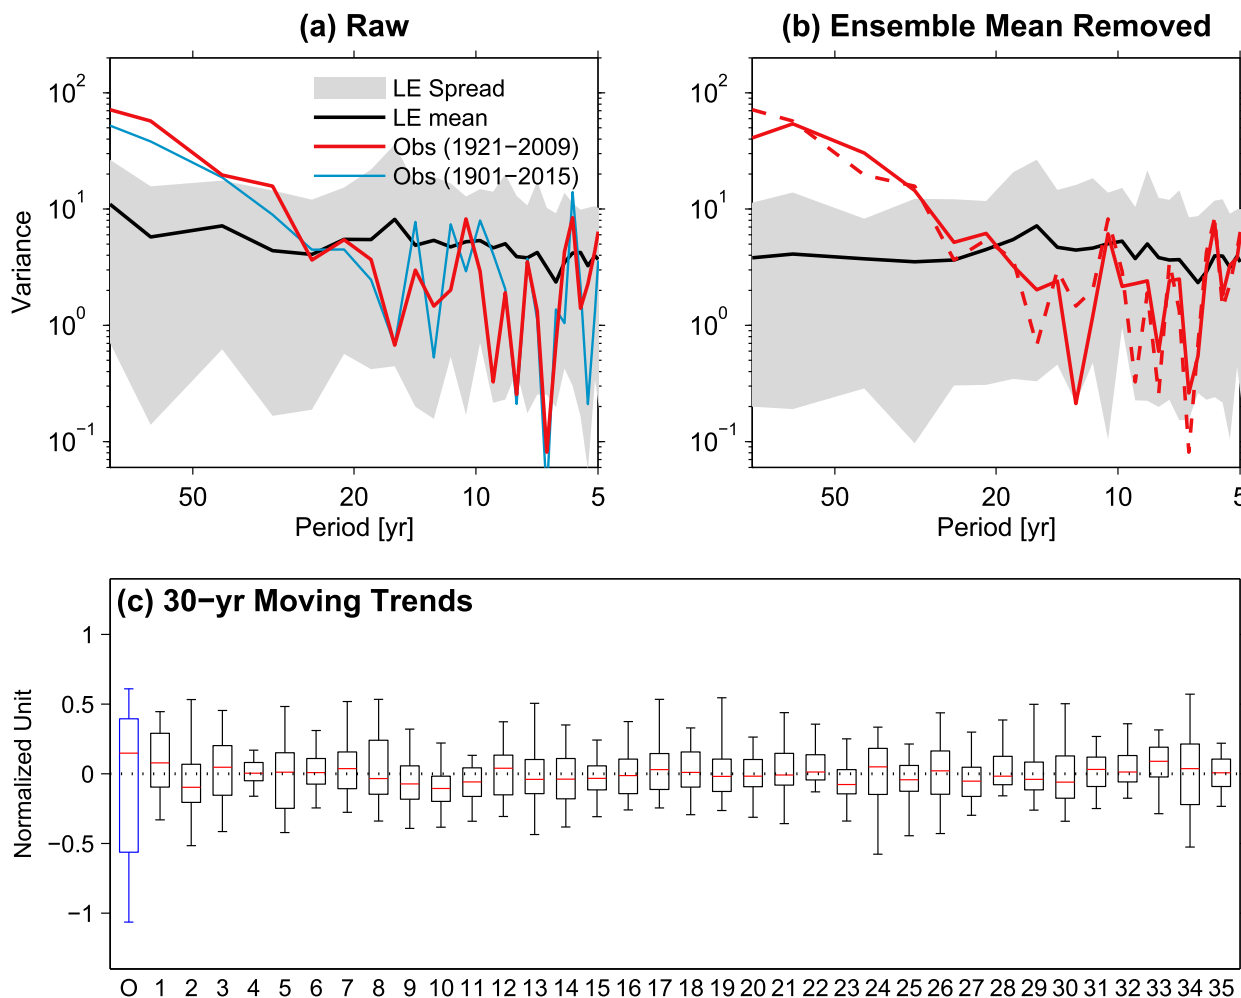 (a) Raw
(b) Ensemble Mean Removed
LE Spread
LE mean
Obs (1921−2009)
Obs (1901−2015)
Variance
10²
10¹
10⁰
10⁻¹
50 20 10 5
Period [yr]
10²
10¹
10⁰
10⁻¹
50 20 10 5
Period [yr]
(c) 30−yr Moving Trends
Normalized Unit
1
0.5
0
−0.5
−1
O 1 2 3 4 5 6 7 8 9 10 11 12 13 14 15 16 17 18 19 20 21 22 23 24 25 26 27 28 29 30 31 32 33 34 35